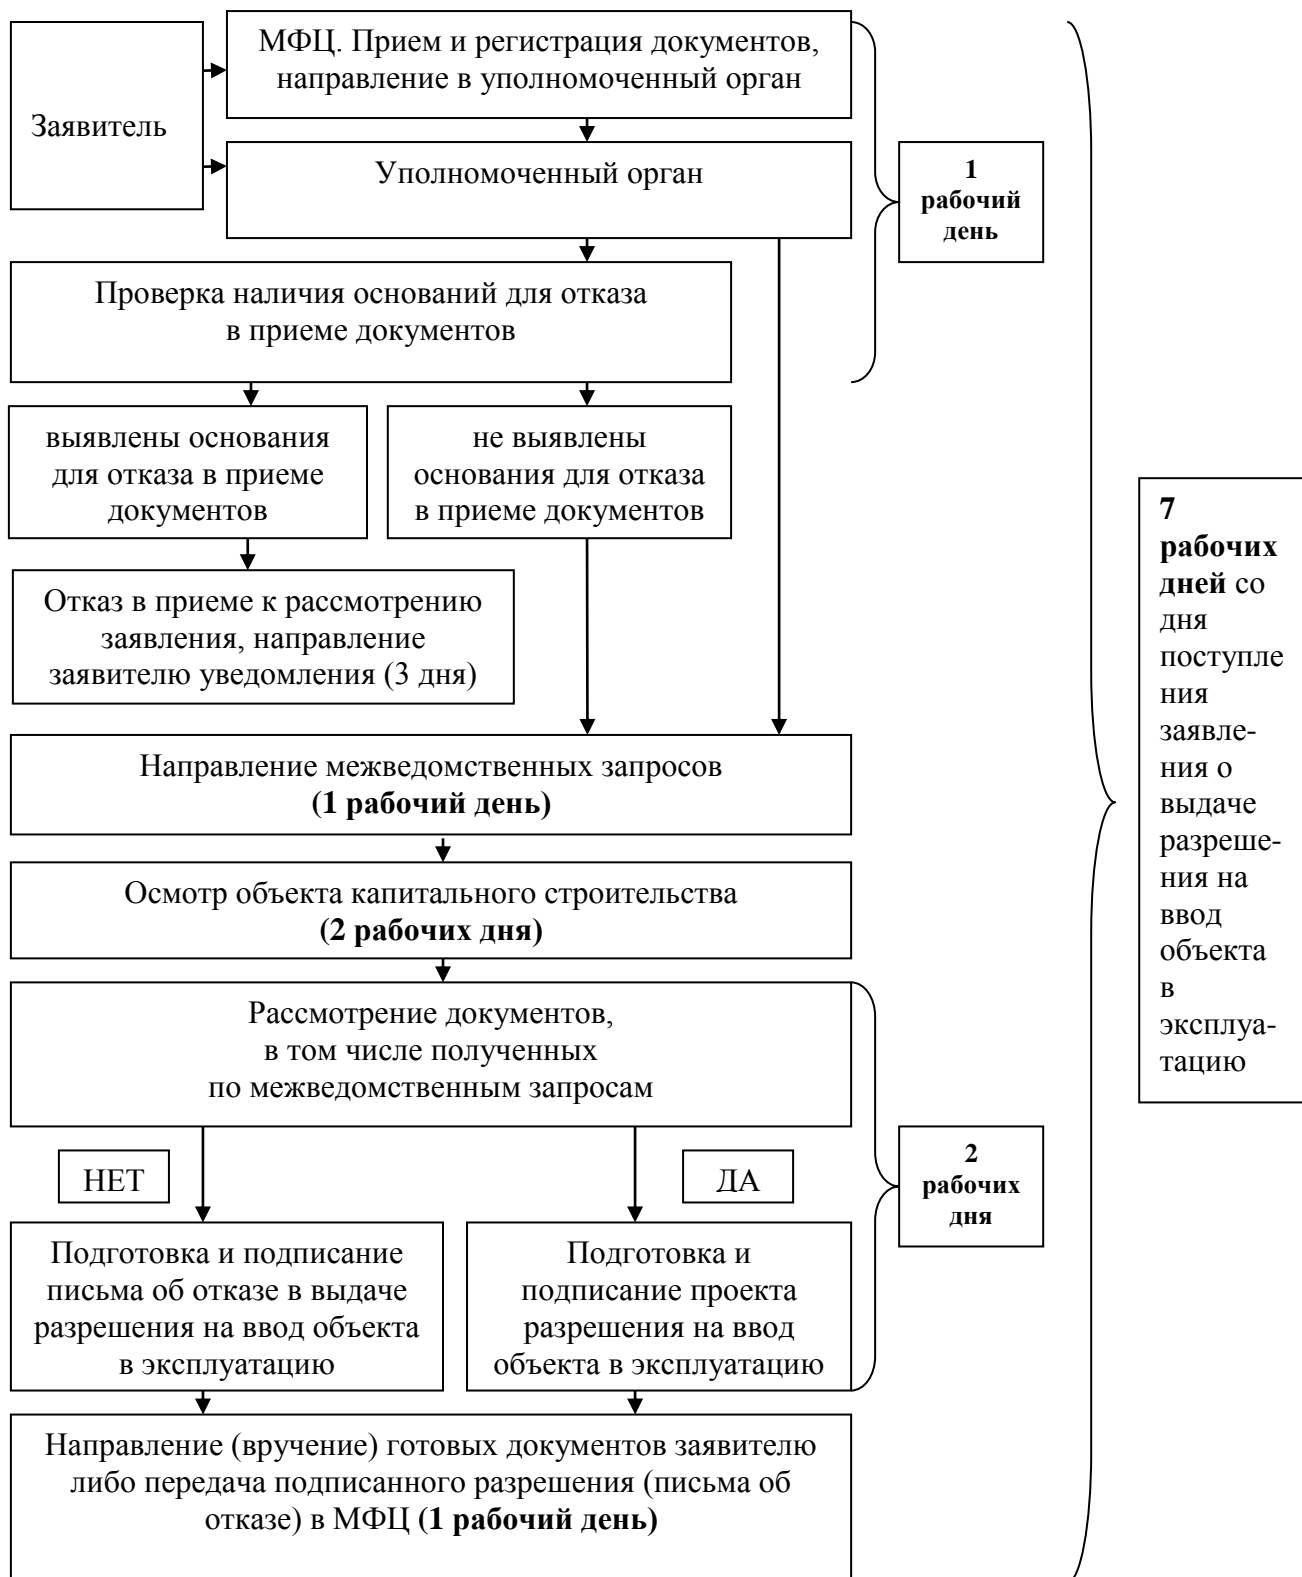 МФЦ. Прием и регистрация документов,
направление в уполномоченный орган
Заявитель
Уполномоченный орган
1
рабочий
день
Проверка наличия оснований для отказа
в приеме документов
выявлены основания
для отказа в приеме
документов
не выявлены
основания для отказа
в приеме документов
Отказ в приеме к рассмотрению
заявления, направление
заявителю уведомления (3 дня)
7
рабочих
дней со
дня
поступле
ния
заявле-
ния о
выдаче
разреше-
ния на
ввод
объекта
в
эксплуа-
тацию
Направление межведомственных запросов
(1 рабочий день)
Осмотр объекта капитального строительства
(2 рабочих дня)
Рассмотрение документов,
в том числе полученных
по межведомственным запросам
НЕТ
ДА
2
рабочих
дня
Подготовка и подписание
письма об отказе в выдаче
разрешения на ввод объекта
в эксплуатацию
Подготовка и
подписание проекта
разрешения на ввод
объекта в эксплуатацию
Направление (вручение) готовых документов заявителю
либо передача подписанного разрешения (письма об
отказе) в МФЦ (1 рабочий день)